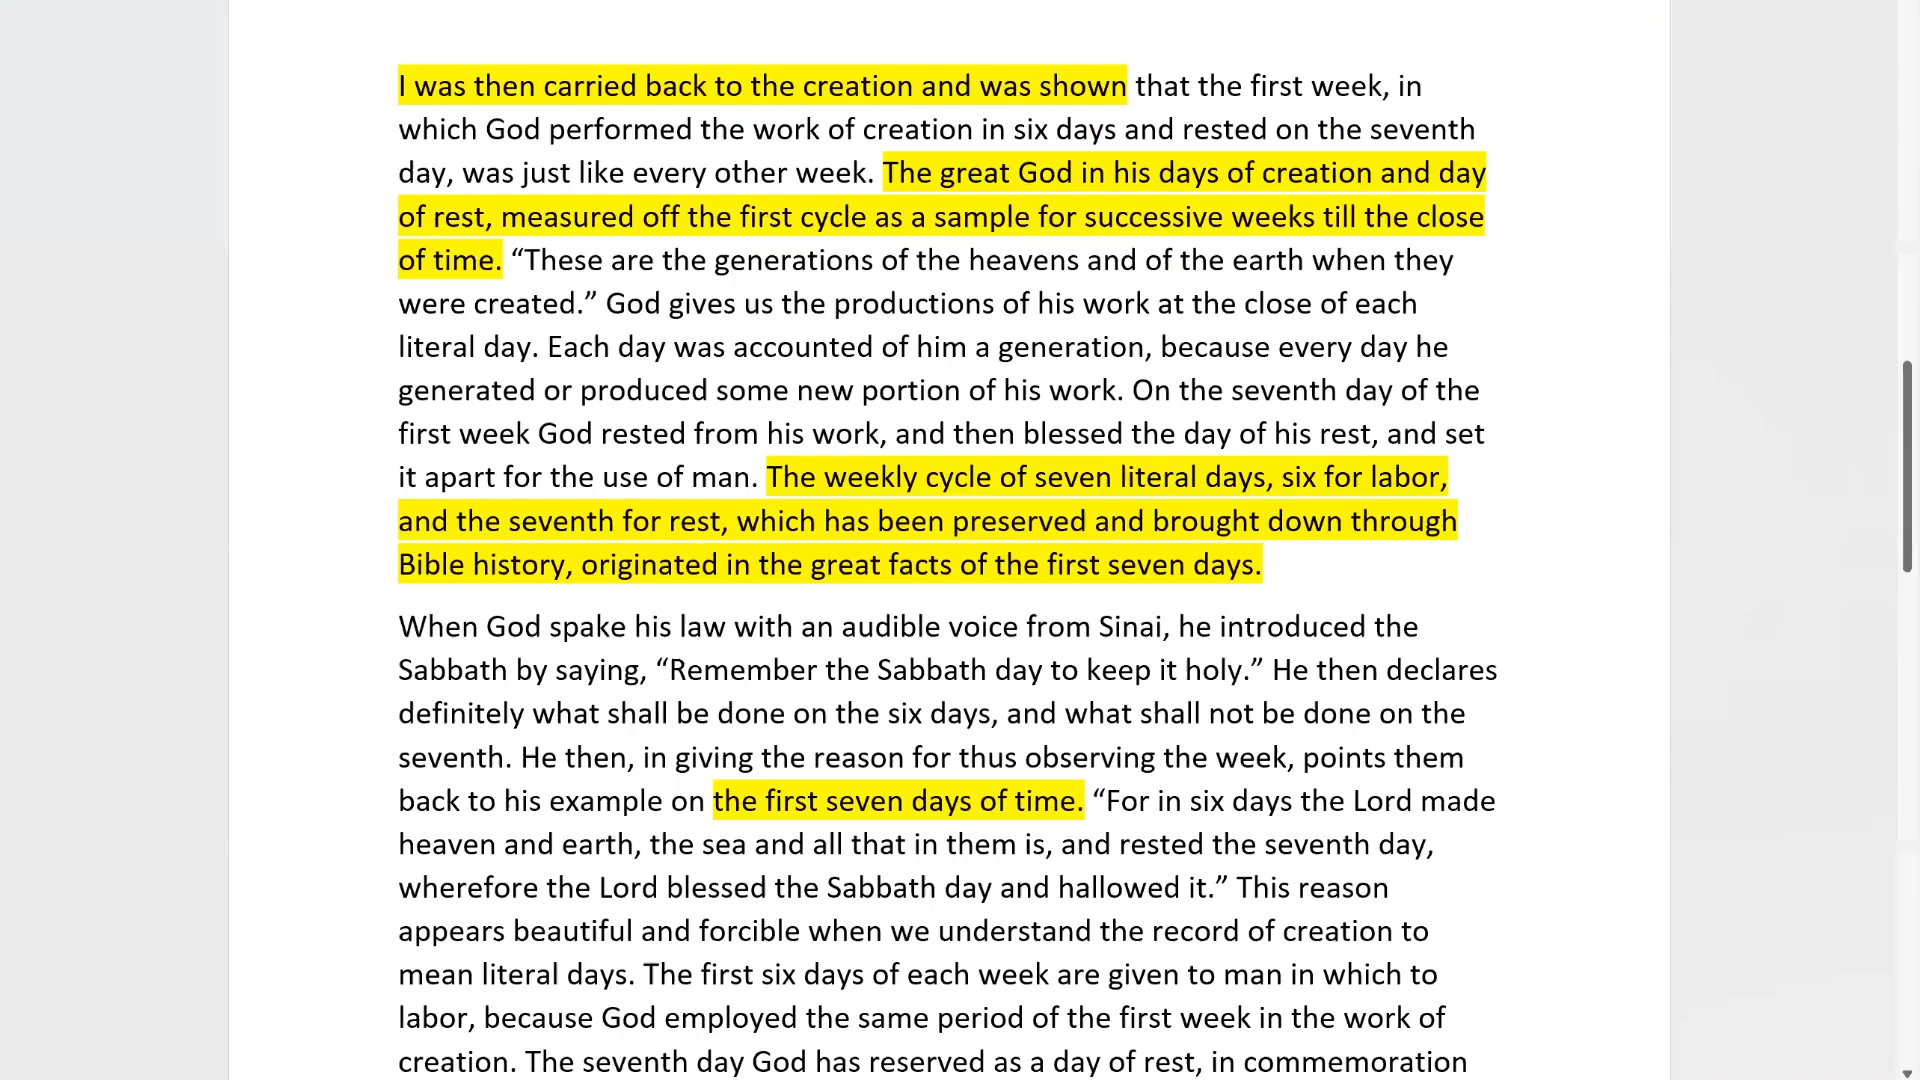 I was then carried back to the creation and was shown that the first week, in
which God performed the work of creation in six days and rested on the seventh
day, was just like every other week. The great God in his days of creation and day
of rest, measured off the first cycle as a sample for successive weeks till the close
of time. “These are the generations of the heavens and of the earth when they
were created.” God gives us the productions of his work at the close of each
literal day. Each day was accounted of him a generation, because every day he
generated or produced some new portion of his work. On the seventh day of the
first week God rested from his work, and then blessed the day of his rest, and set
it apart for the use of man. The weekly cycle of seven literal days, six for labor,
and the seventh for rest, which has been preserved and brought down through
Bible history, originated in the great facts of the first seven days.
When God spake his law with an audible voice from Sinai, he introduced the
Sabbath by saying, “Remember the Sabbath day to keep it holy.” He then declares
definitely what shall be done on the six days, and what shall not be done on the
seventh. He then, in giving the reason for thus observing the week, points them
back to his example on the first seven days of time. “For in six days the Lord made
heaven and earth, the sea and all that in them is, and rested the seventh day,
wherefore the Lord blessed the Sabbath day and hallowed it.” This reason
appears beautiful and forcible when we understand the record of creation to
mean literal days. The first six days of each week are given to man in which to
labor, because God employed the same period of the first week in the work of
creation. The seventh day God has reserved as a day of rest, in commemoration